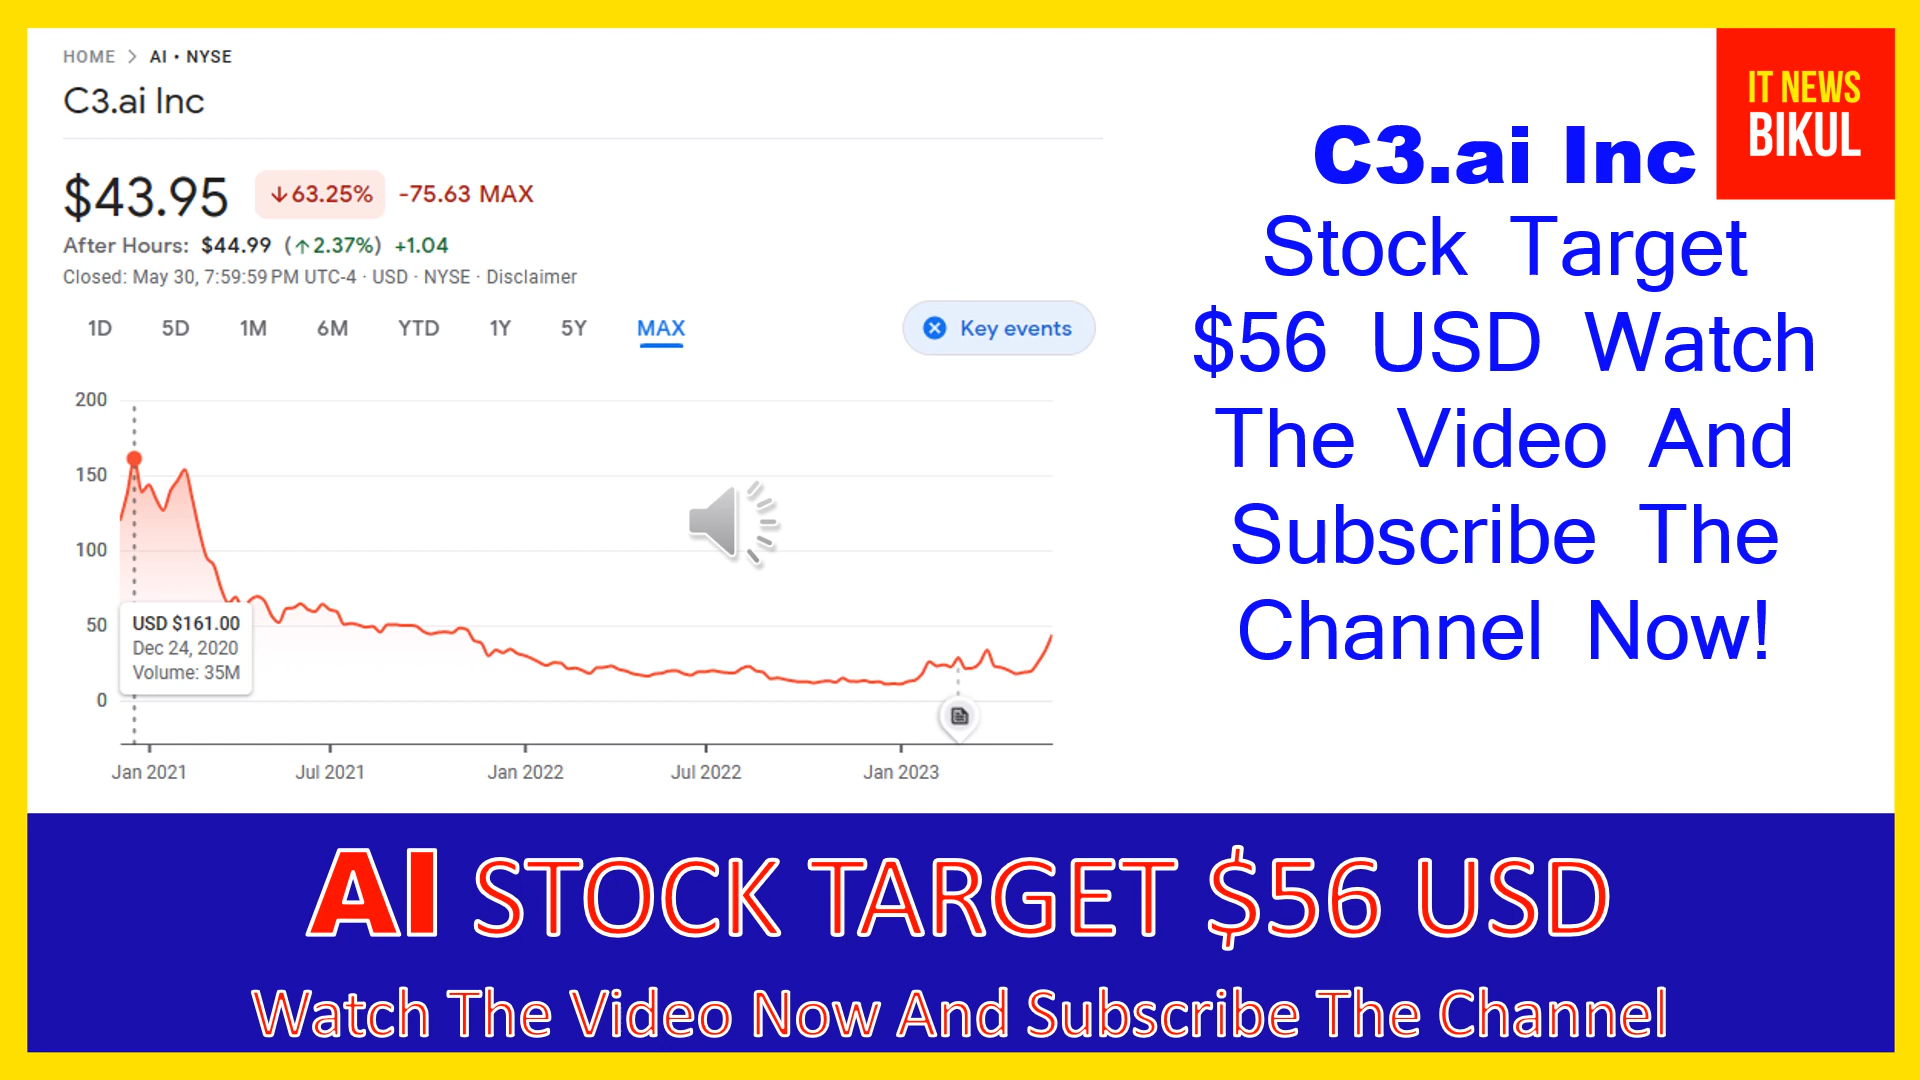 HOME > AI • NYSE
C3.ai Inc
$43.95 ↓63.25% -75.63 MAX
After Hours: $44.99 (↑2.37%) +1.04
Closed: May 30, 7:59:59 PM UTC-4 · USD · NYSE · Disclaimer
1D 5D 1M 6M YTD 1Y 5Y MAX Key events
200
150
100
50
0
USD $161.00
Dec 24, 2020
Volume: 35M
Jan 2021 Jul 2021 Jan 2022 Jul 2022 Jan 2023
IT NEWS
BIKUL
C3.ai Inc
Stock Target
$56 USD Watch
The Video And
Subscribe The
Channel Now!
AI STOCK TARGET $56 USD
Watch The Video Now And Subscribe The Channel